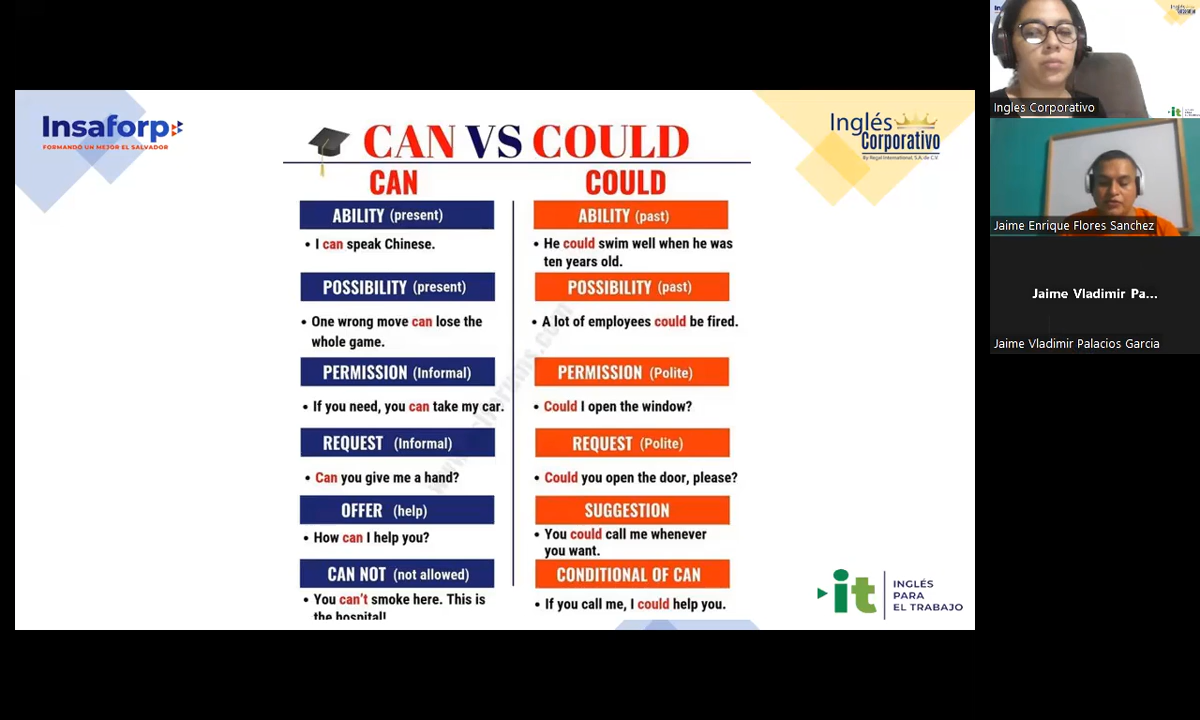 Insaforp
FORMANDO UN MEJOR EL SALVADOR
Inglés
Corporativo
By Regal International, S.A. de C.V.
CAN VS COULD
CAN
ABILITY (present)
• I can speak Chinese.
POSSIBILITY (present)
• One wrong move can lose the
whole game.
PERMISSION (Informal)
• If you need, you can take my car.
REQUEST (Informal)
• Can you give me a hand?
OFFER (help)
• How can I help you?
CAN NOT (not allowed)
• You can't smoke here. This is
the hospital!
COULD
ABILITY (past)
• He could swim well when he was
ten years old.
POSSIBILITY (past)
• A lot of employees could be fired.
PERMISSION (Polite)
• Could I open the window?
REQUEST (Polite)
• Could you open the door, please?
SUGGESTION
• You could call me whenever
you want.
CONDITIONAL OF CAN
• If you call me, I could help you.
it
INGLÉS
PARA
EL TRABAJO
Ingles Corporativo
Jaime Enrique Flores Sanchez
Jaime Vladimir Pa...
Jaime Vladimir Palacios Garcia